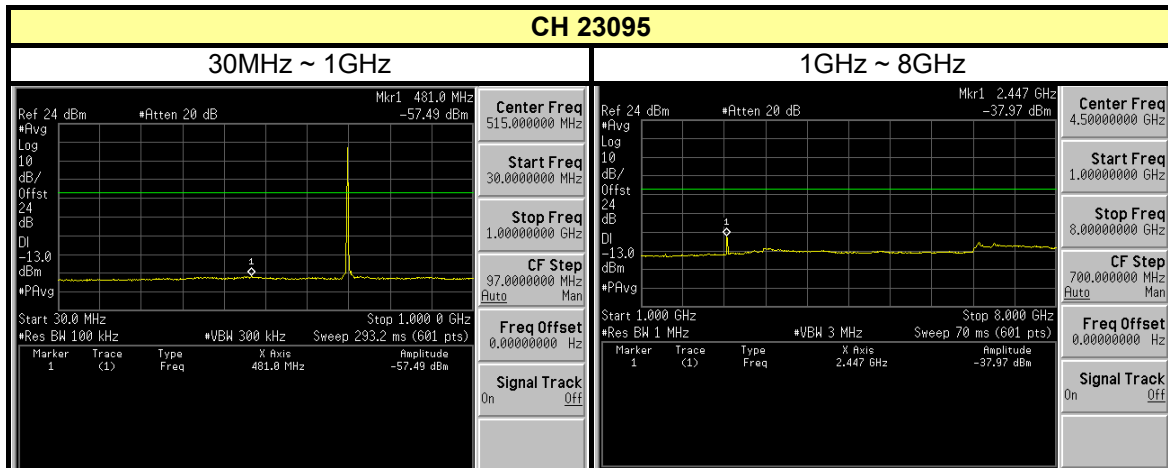 CH 23095
30MHz ~ 1GHz
1GHz ~ 8GHz
Mkr1 481.0 MHz
Ref 24 dBm #Atten 20 dB -57.49 dBm
#Avg
Log
10
dB/
Offst
24
dB
DI
-13.0
dBm
#PAvg
1
Start 30.0 MHz Stop 1.000 0 GHz
#Res BW 100 kHz #VBW 300 kHz Sweep 293.2 ms (601 pts)
Marker Trace Type X Axis Amplitude
1 (1) Freq 481.0 MHz -57.49 dBm
Center Freq
515.000000 MHz
Start Freq
30.0000000 MHz
Stop Freq
1.00000000 GHz
CF Step
97.0000000 MHz
Auto Man
Freq Offset
0.00000000 Hz
Signal Track
On Off
Mkr1 2.447 GHz
Ref 24 dBm #Atten 20 dB -37.97 dBm
#Avg
Log
10
dB/
Offst
24
dB
DI
-13.0
dBm
#PAvg
1
Start 1.000 GHz Stop 8.000 GHz
#Res BW 1 MHz #VBW 3 MHz Sweep 70 ms (601 pts)
Marker Trace Type X Axis Amplitude
1 (1) Freq 2.447 GHz -37.97 dBm
Center Freq
4.50000000 GHz
Start Freq
1.00000000 GHz
Stop Freq
8.00000000 GHz
CF Step
700.000000 MHz
Auto Man
Freq Offset
0.00000000 Hz
Signal Track
On Off